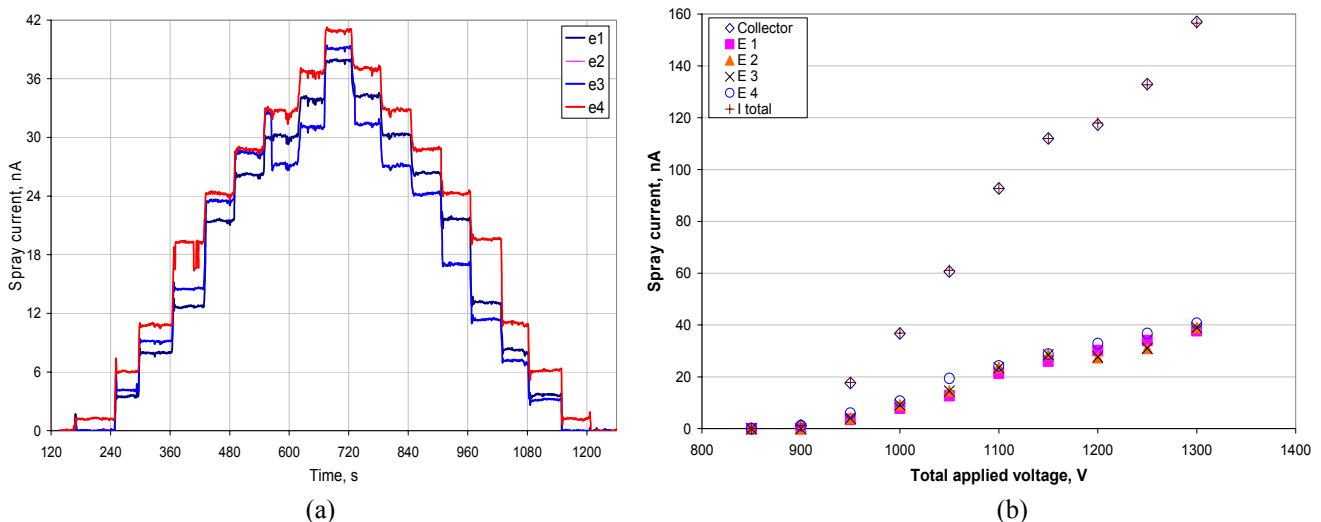 42
36
30
24
18
12
6
0
Spray current, nA
e1
e2
e3
e4
120 240 360 480 600 720 840 960 1080 1200
Time, s
(a)
160
140
120
100
80
60
40
20
0
Spray current, nA
Collector
E 1
E 2
E 3
E 4
I total
800 900 1000 1100 1200 1300 1400
Total applied voltage, V
(b)